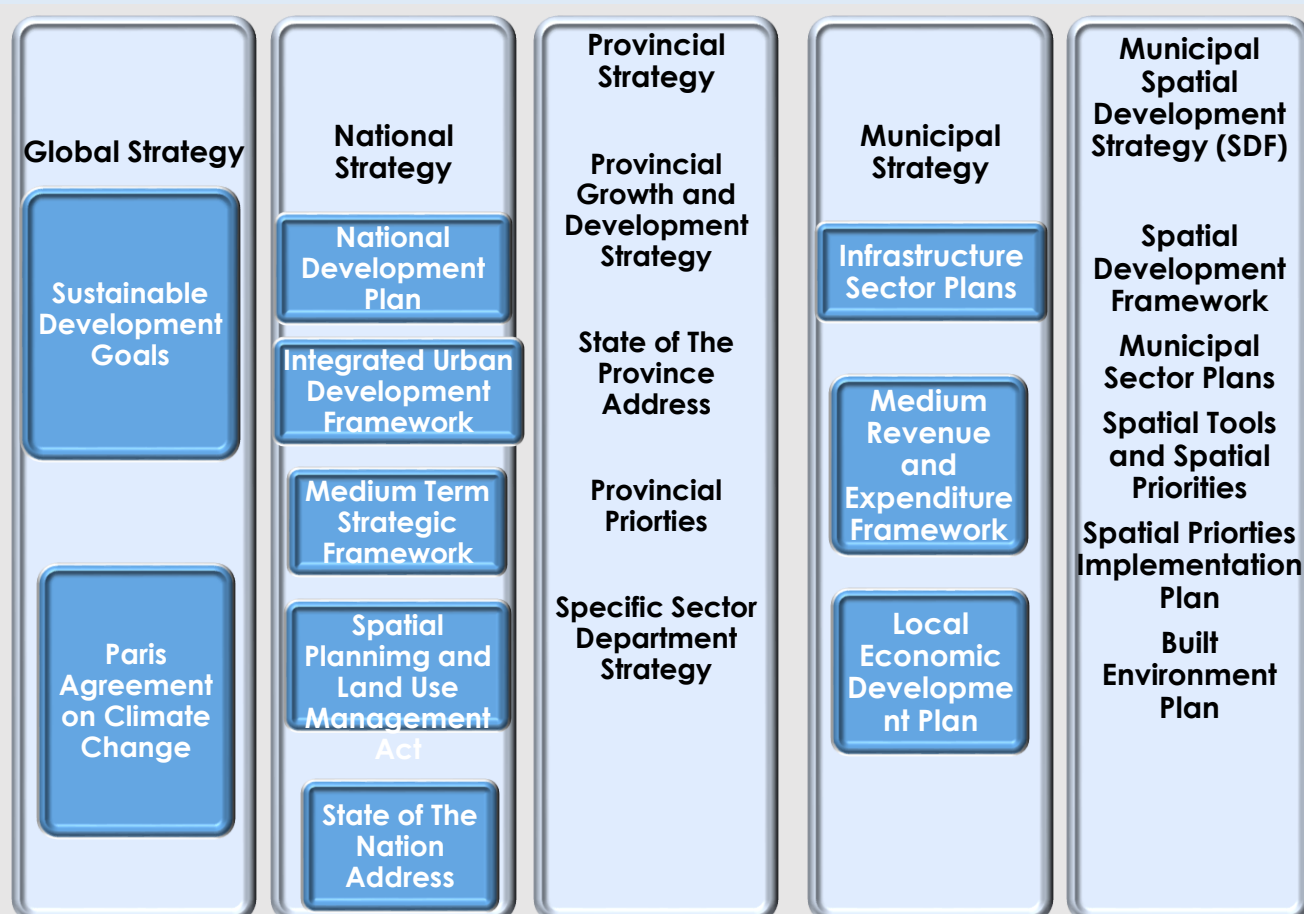 Global Strategy
Sustainable
Development
Goals
Paris
Agreement
on Climate
Change
National
Strategy
National
Development
Plan
Integrated Urban
Development
Framework
Medium Term
Strategic
Framework
Spatial
Plannimg and
Land Use
Management
Act
State of The
Nation
Address
Provincial
Strategy
Provincial
Growth and
Development
Strategy
State of The
Province
Address
Provincial
Priorties
Specific Sector
Department
Strategy
Municipal
Strategy
Infrastructure
Sector Plans
Medium
Revenue
and
Expenditure
Framework
Local
Economic
Developme
nt Plan
Municipal
Spatial
Development
Strategy (SDF)
Spatial
Development
Framework
Municipal
Sector Plans
Spatial Tools
and Spatial
Priorities
Spatial Priorties
Implementation
Plan
Built
Environment
Plan